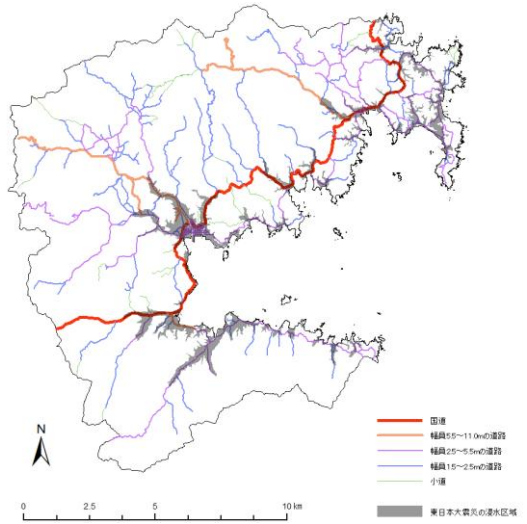 N
0 2.5 5 10 km
国道
幅員5.5～11.0mの道路
幅員2.5～5.5mの道路
幅員1.5～2.5mの道路
小道
東日本大震災の浸水区域